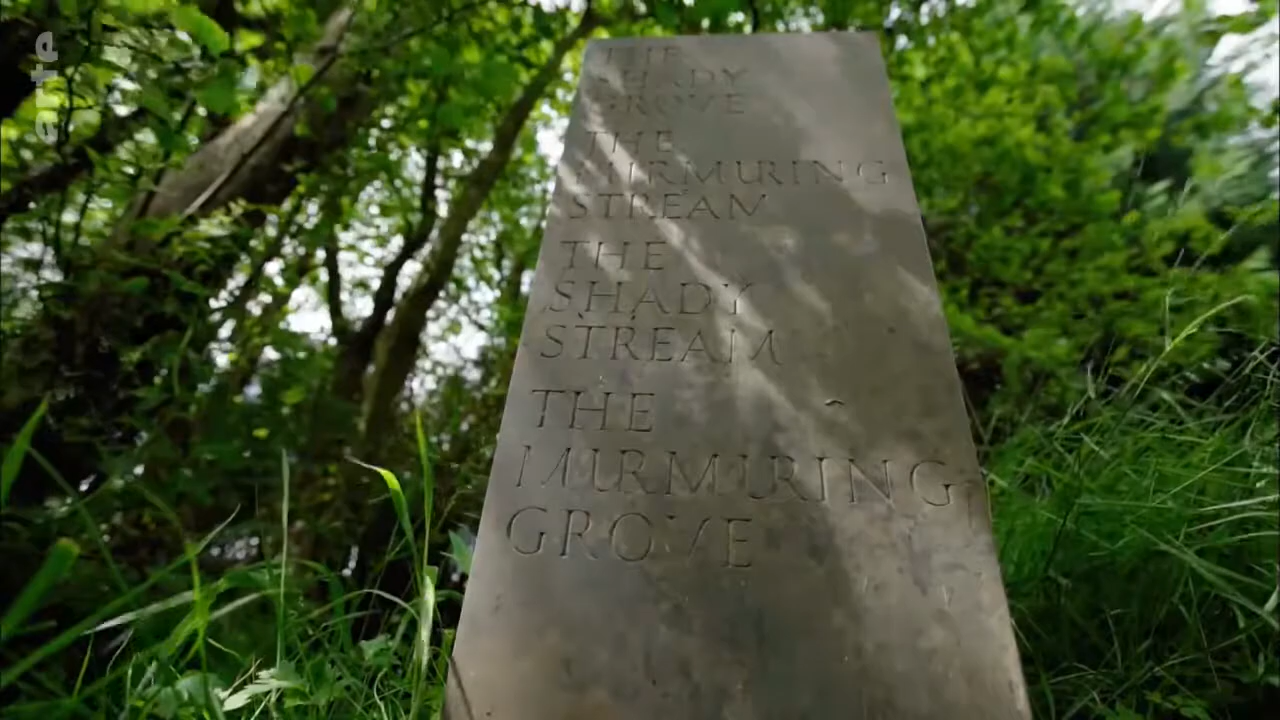 arte
THE
SHADY
GROVE
THE
MURMURING
STREAM
THE
SHADY
STREAM
THE
MURMURING
GROVE